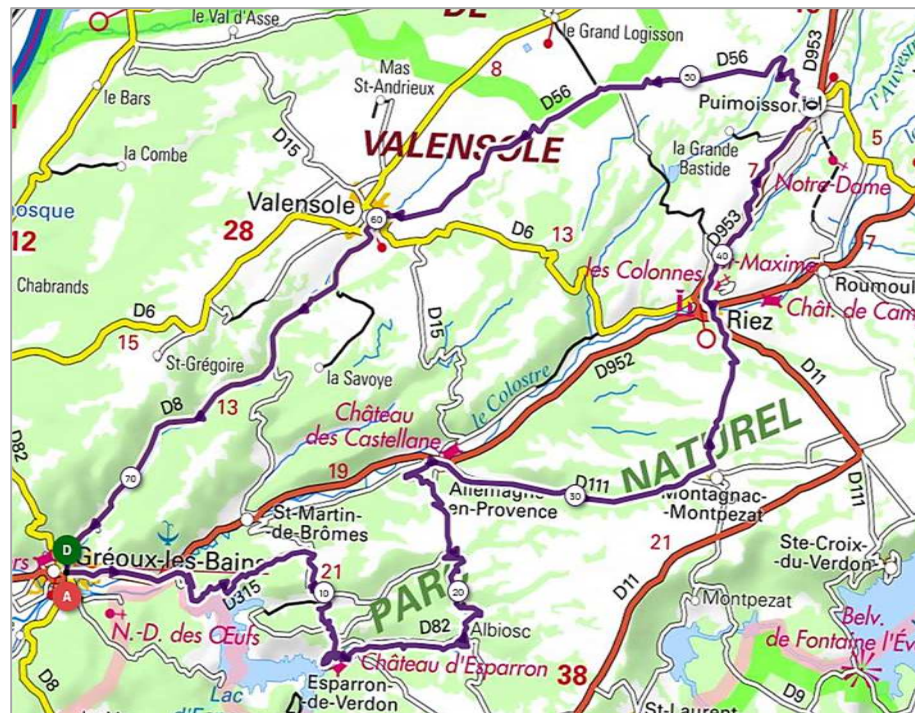 DE
le Val d'Asse
le Grand Logisson
8
D56
D953
Mas
St-Andrieux
D56
50
l'Auvest
le Bars
Puimoisson
D15
VALENSOLE
la Grande
Bastide
5
la Combe
7
Notre-Dame
Valensole
60
28
D6
13
D953
7
12
40
les Colonnes
St-Maxime
Chabrands
Roumoul
D15
Riez
Chât. de Cam
D6
15
St-Grégoire
le Colostre
D952
D11
la Savoye
D8
13
Château
des Castellane
NATUREL
D82
19
70
D111
30
Allemagne-
en-Provence
Montagnac-
Montpezat
D111
St-Martin-
de-Brômes
21
Ste-Croix-
du-Verdon
D
Gréoux-les-Bains
rs
21
D11
D315
10
PARC
20
A
Montpezat
N.-D. des Œufs
D82
Albiosc
Belv.
de Fontaine l'Év
Château d'Esparron
38
D8
Esparron-
de-Verdon
Lac
D9
St-Laurent